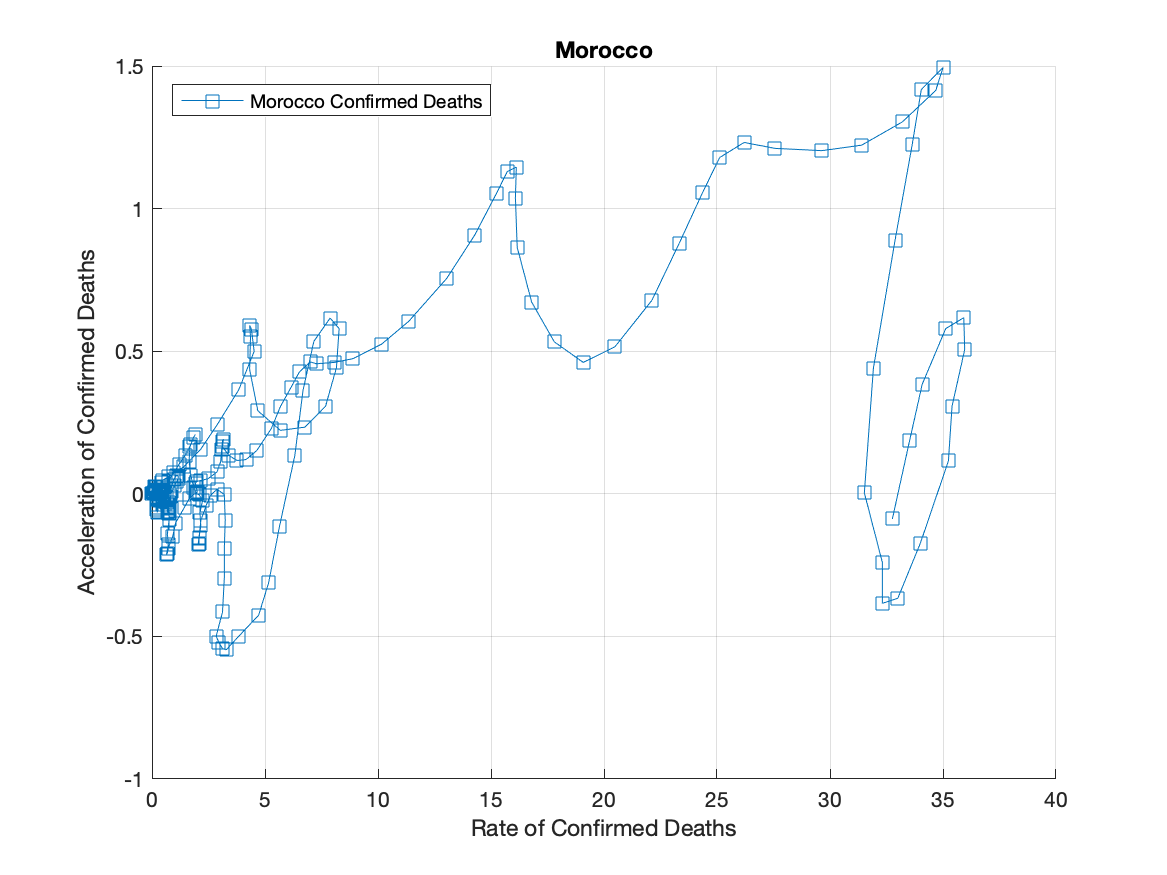 Morocco
Morocco Confirmed Deaths
1.5
1
0.5
0
-0.5
-1
Acceleration of Confirmed Deaths
0 5 10 15 20 25 30 35 40
Rate of Confirmed Deaths